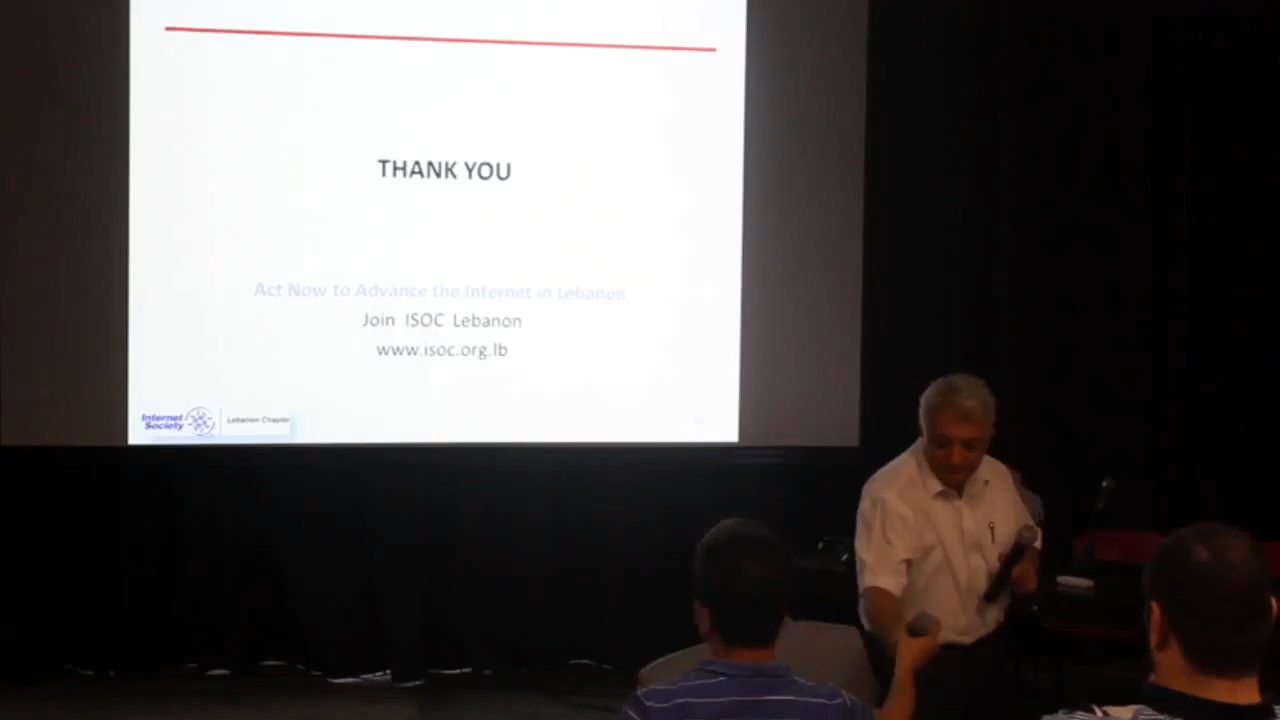 THANK YOU
Act Now to Advance the Internet in Lebanon
Join ISOC Lebanon
www.isoc.org.lb
Internet
Society
Lebanon Chapter